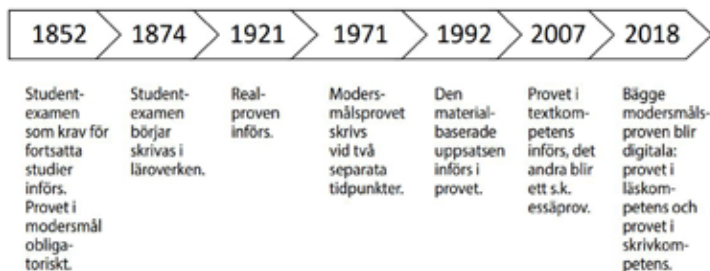 1852
1874
1921
1971
1992
2007
2018
Student-
examen
som krav för
fortsatta
studier
införs.
Provet i
modersmål
obliga-
toriskt.
Student-
examen
börjar
skrivas i
läroverken.
Real-
proven
införs.
Moders-
målsprovet
skrivs
vid två
separata
tidpunkter.
Den
material-
baserade
uppsatsen
införs i
provet.
Provet i
textkom-
petens
införs, det
andra blir
ett s.k.
essäprov.
Bägge
modersmåls-
proven blir
digitala:
provet i
läskom-
petens och
provet i
skrivkom-
petens.